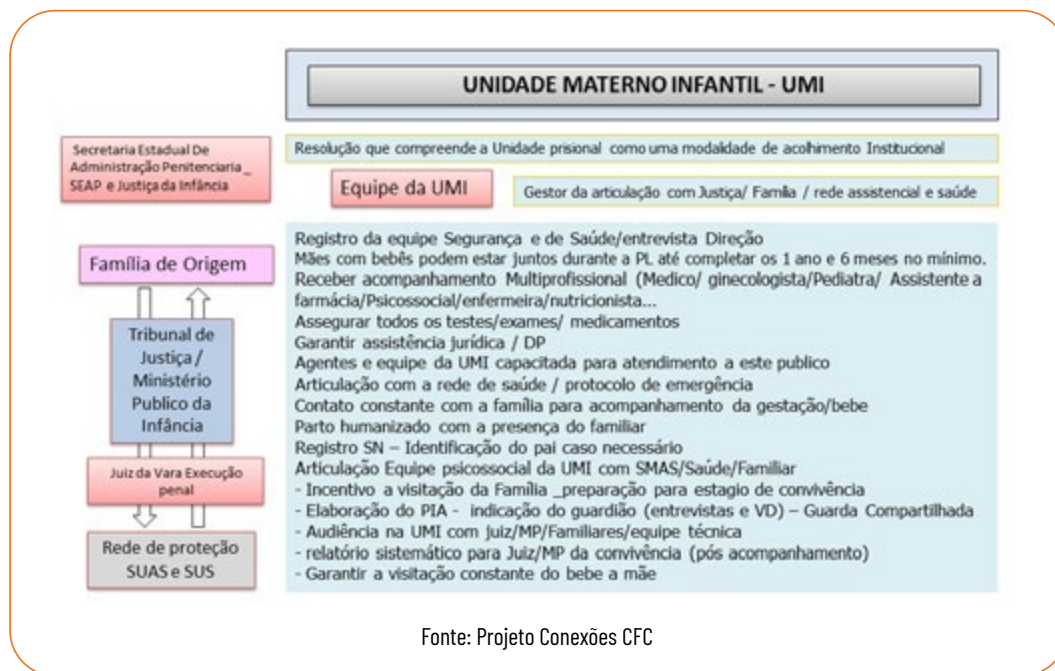 UNIDADE MATERNO INFANTIL - UMI
Secretaria Estadual De
Administração Penitenciaria _
SEAP e Justiça da Infância
Resolução que compreende a Unidade prisional como uma modalidade de acolhimento Institucional
Equipe da UMI
Gestor da articulação com Justiça/ Família / rede assistencial e saúde
Família de Origem
Tribunal de
Justiça /
Ministério
Publico da
Infância
Juiz da Vara Execução
penal
Rede de proteção
SUAS e SUS
Registro da equipe Segurança e de Saúde/entrevista Direção
Mães com bebês podem estar juntos durante a PL até completar os 1 ano e 6 meses no mínimo.
Receber acompanhamento Multiprofissional (Medico/ ginecologista/Pediatra/ Assistente a
farmácia/Psicossocial/enfermeira/nutricionista...
Assegurar todos os testes/exames/ medicamentos
Garantir assistência jurídica / DP
Agentes e equipe da UMI capacitada para atendimento a este publico
Articulação com a rede de saúde / protocolo de emergência
Contato constante com a família para acompanhamento da gestação/bebe
Parto humanizado com a presença do familiar
Registro SN – Identificação do pai caso necessário
Articulação Equipe psicossocial da UMI com SMAS/Saúde/Familiar
- Incentivo a visitação da Família _preparação para estagio de convivência
- Elaboração do PIA - indicação do guardião (entrevistas e VD) – Guarda Compartilhada
- Audiência na UMI com juiz/MP/Familiares/equipe técnica
- relatório sistemático para Juiz/MP da convivência (pós acompanhamento)
- Garantir a visitação constante do bebe a mãe
Fonte: Projeto Conexões CFC